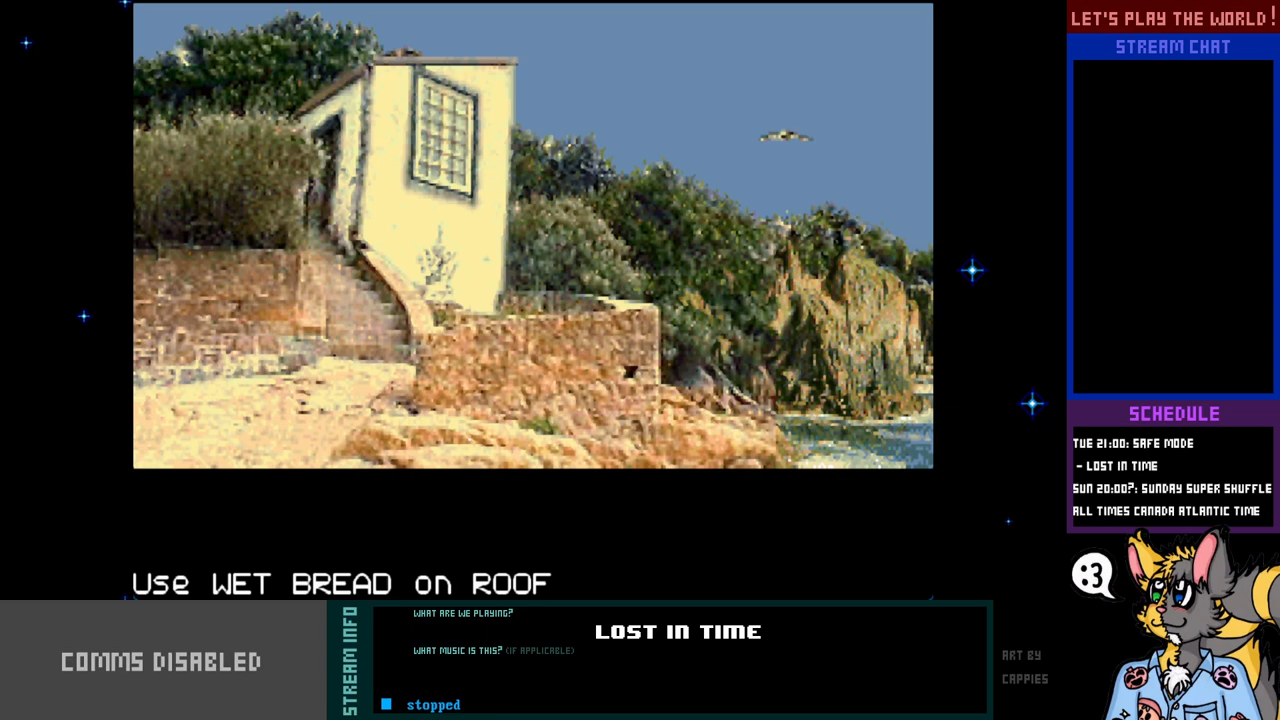 LET'S PLAY THE WORLD!
STREAM CHAT
SCHEDULE
TUE 21:00: SAFE MODE
- LOST IN TIME
SUN 20:00?: SUNDAY SUPER SHUFFLE
ALL TIMES CANADA ATLANTIC TIME
:3
Use WET BREAD on ROOF
COMMS DISABLED
STREAM INFO
WHAT ARE WE PLAYING?
LOST IN TIME
WHAT MUSIC IS THIS? (IF APPLICABLE)
stopped
ART BY
CAPPIES